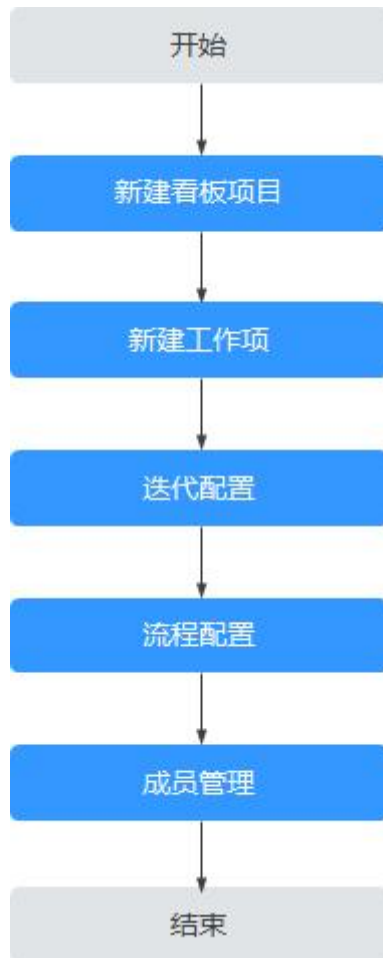 开始
新建看板项目
新建工作项
迭代配置
流程配置
成员管理
结束